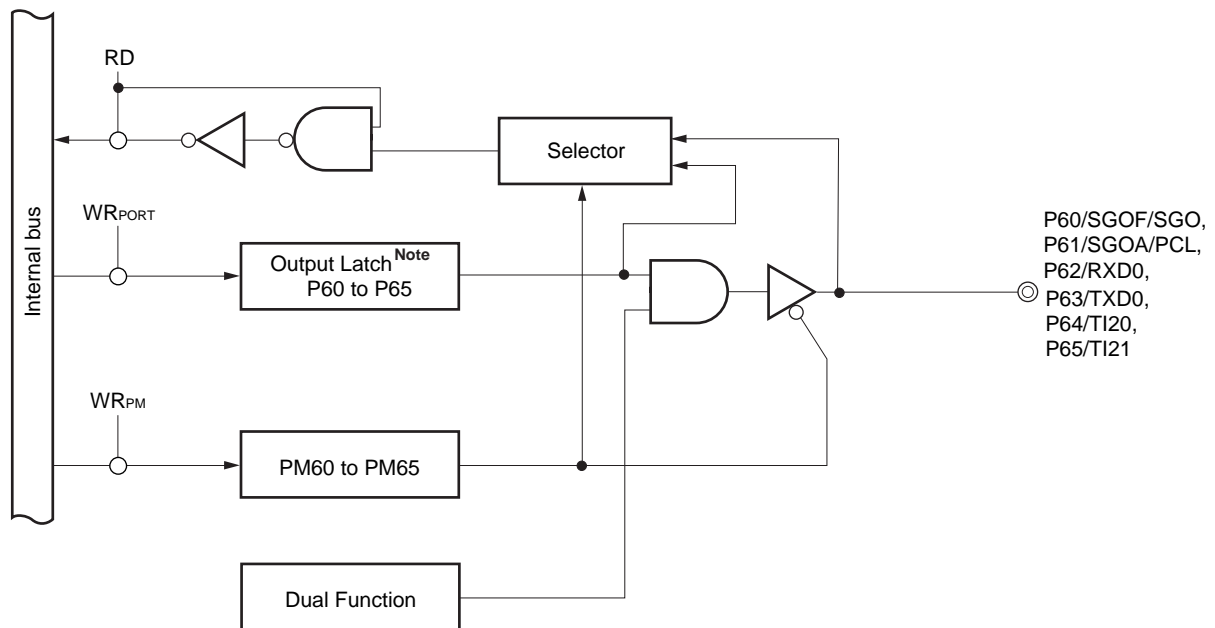 RD
Selector
Internal bus
WRPORT
Output Latch Note
P60 to P65
P60/SGOF/SGO,
P61/SGOA/PCL,
P62/RXD0,
P63/TXD0,
P64/TI20,
P65/TI21
WRPM
PM60 to PM65
Dual Function